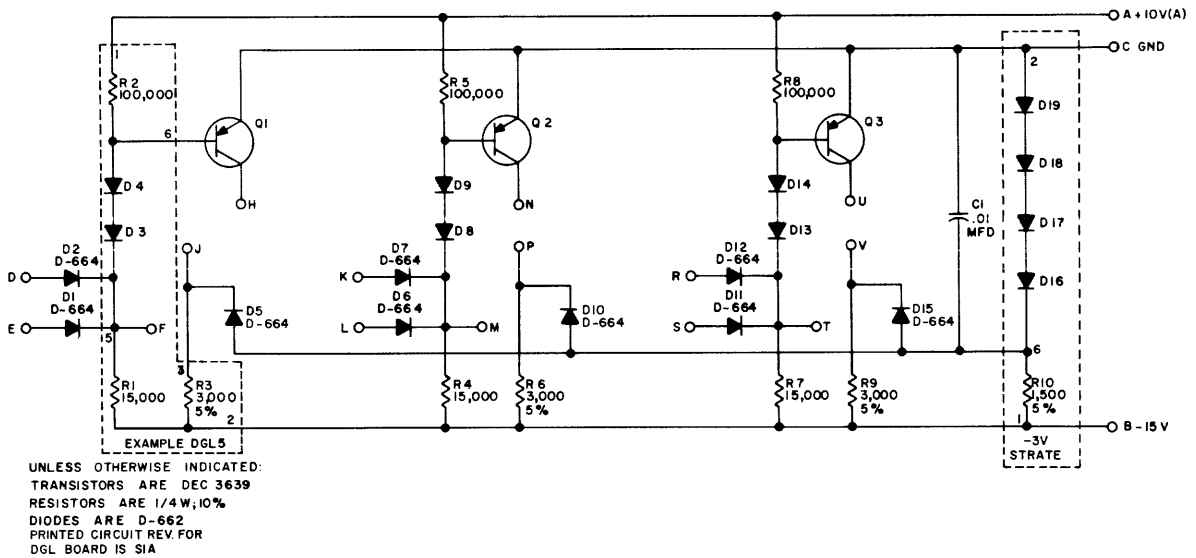 A+10V(A)
C GND
1
R2
100,000
R5
100,000
R8
100,000
2
D19
6
Q1
Q2
Q3
D18
D4
D9
D14
H
N
U
C1
.01
MFD
D17
D3
D8
D13
J
P
V
D2
D-664
D7
D-664
D12
D-664
D16
D
K
R
D1
D-664
D6
D-664
D11
D-664
D5
D-664
D10
D-664
D15
D-664
E
5
F
L
M
S
T
6
3
R1
15,000
R3
3,000
5%
R4
15,000
R6
3,000
5%
R7
15,000
R9
3,000
5%
R10
1,500
5%
2
1
B-15V
EXAMPLE DGL5
-3V
STRATE
UNLESS OTHERWISE INDICATED:
TRANSISTORS ARE DEC 3639
RESISTORS ARE 1/4W;10%
DIODES ARE D-662
PRINTED CIRCUIT REV. FOR
DGL BOARD IS S1A